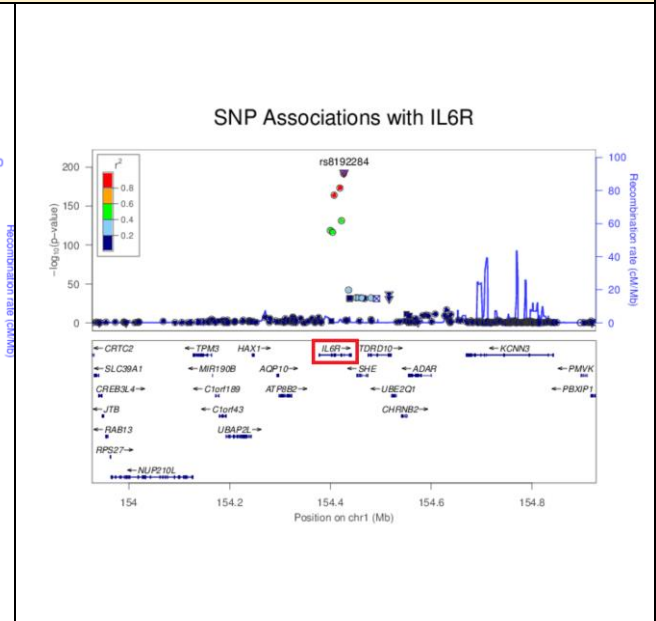 SNP Associations with IL6R
rs8192284
200
150
100
50
0
−log10(p−value)
r2
0.8
0.6
0.4
0.2
100
80
60
40
20
0
Recombination rate (cM/Mb)
Recombination rate (cM/Mb)
←CRTC2 ←TPM3 HAX1→ IL6R→ TDRD10→ ←KCNN3
←SLC39A1 ←MIR190B AQP10→ ←SHE ←ADAR ←PMVK
CREB3L4→ ←C1orf189 ATP8B2→ ←UBE2Q1 PBXIP1
←JTB ←C1orf43 CHRNB2→
←RAB13 UBAP2L→
RPS27→
←NUP210L
154 154.2 154.4 154.6 154.8
Position on chr1 (Mb)